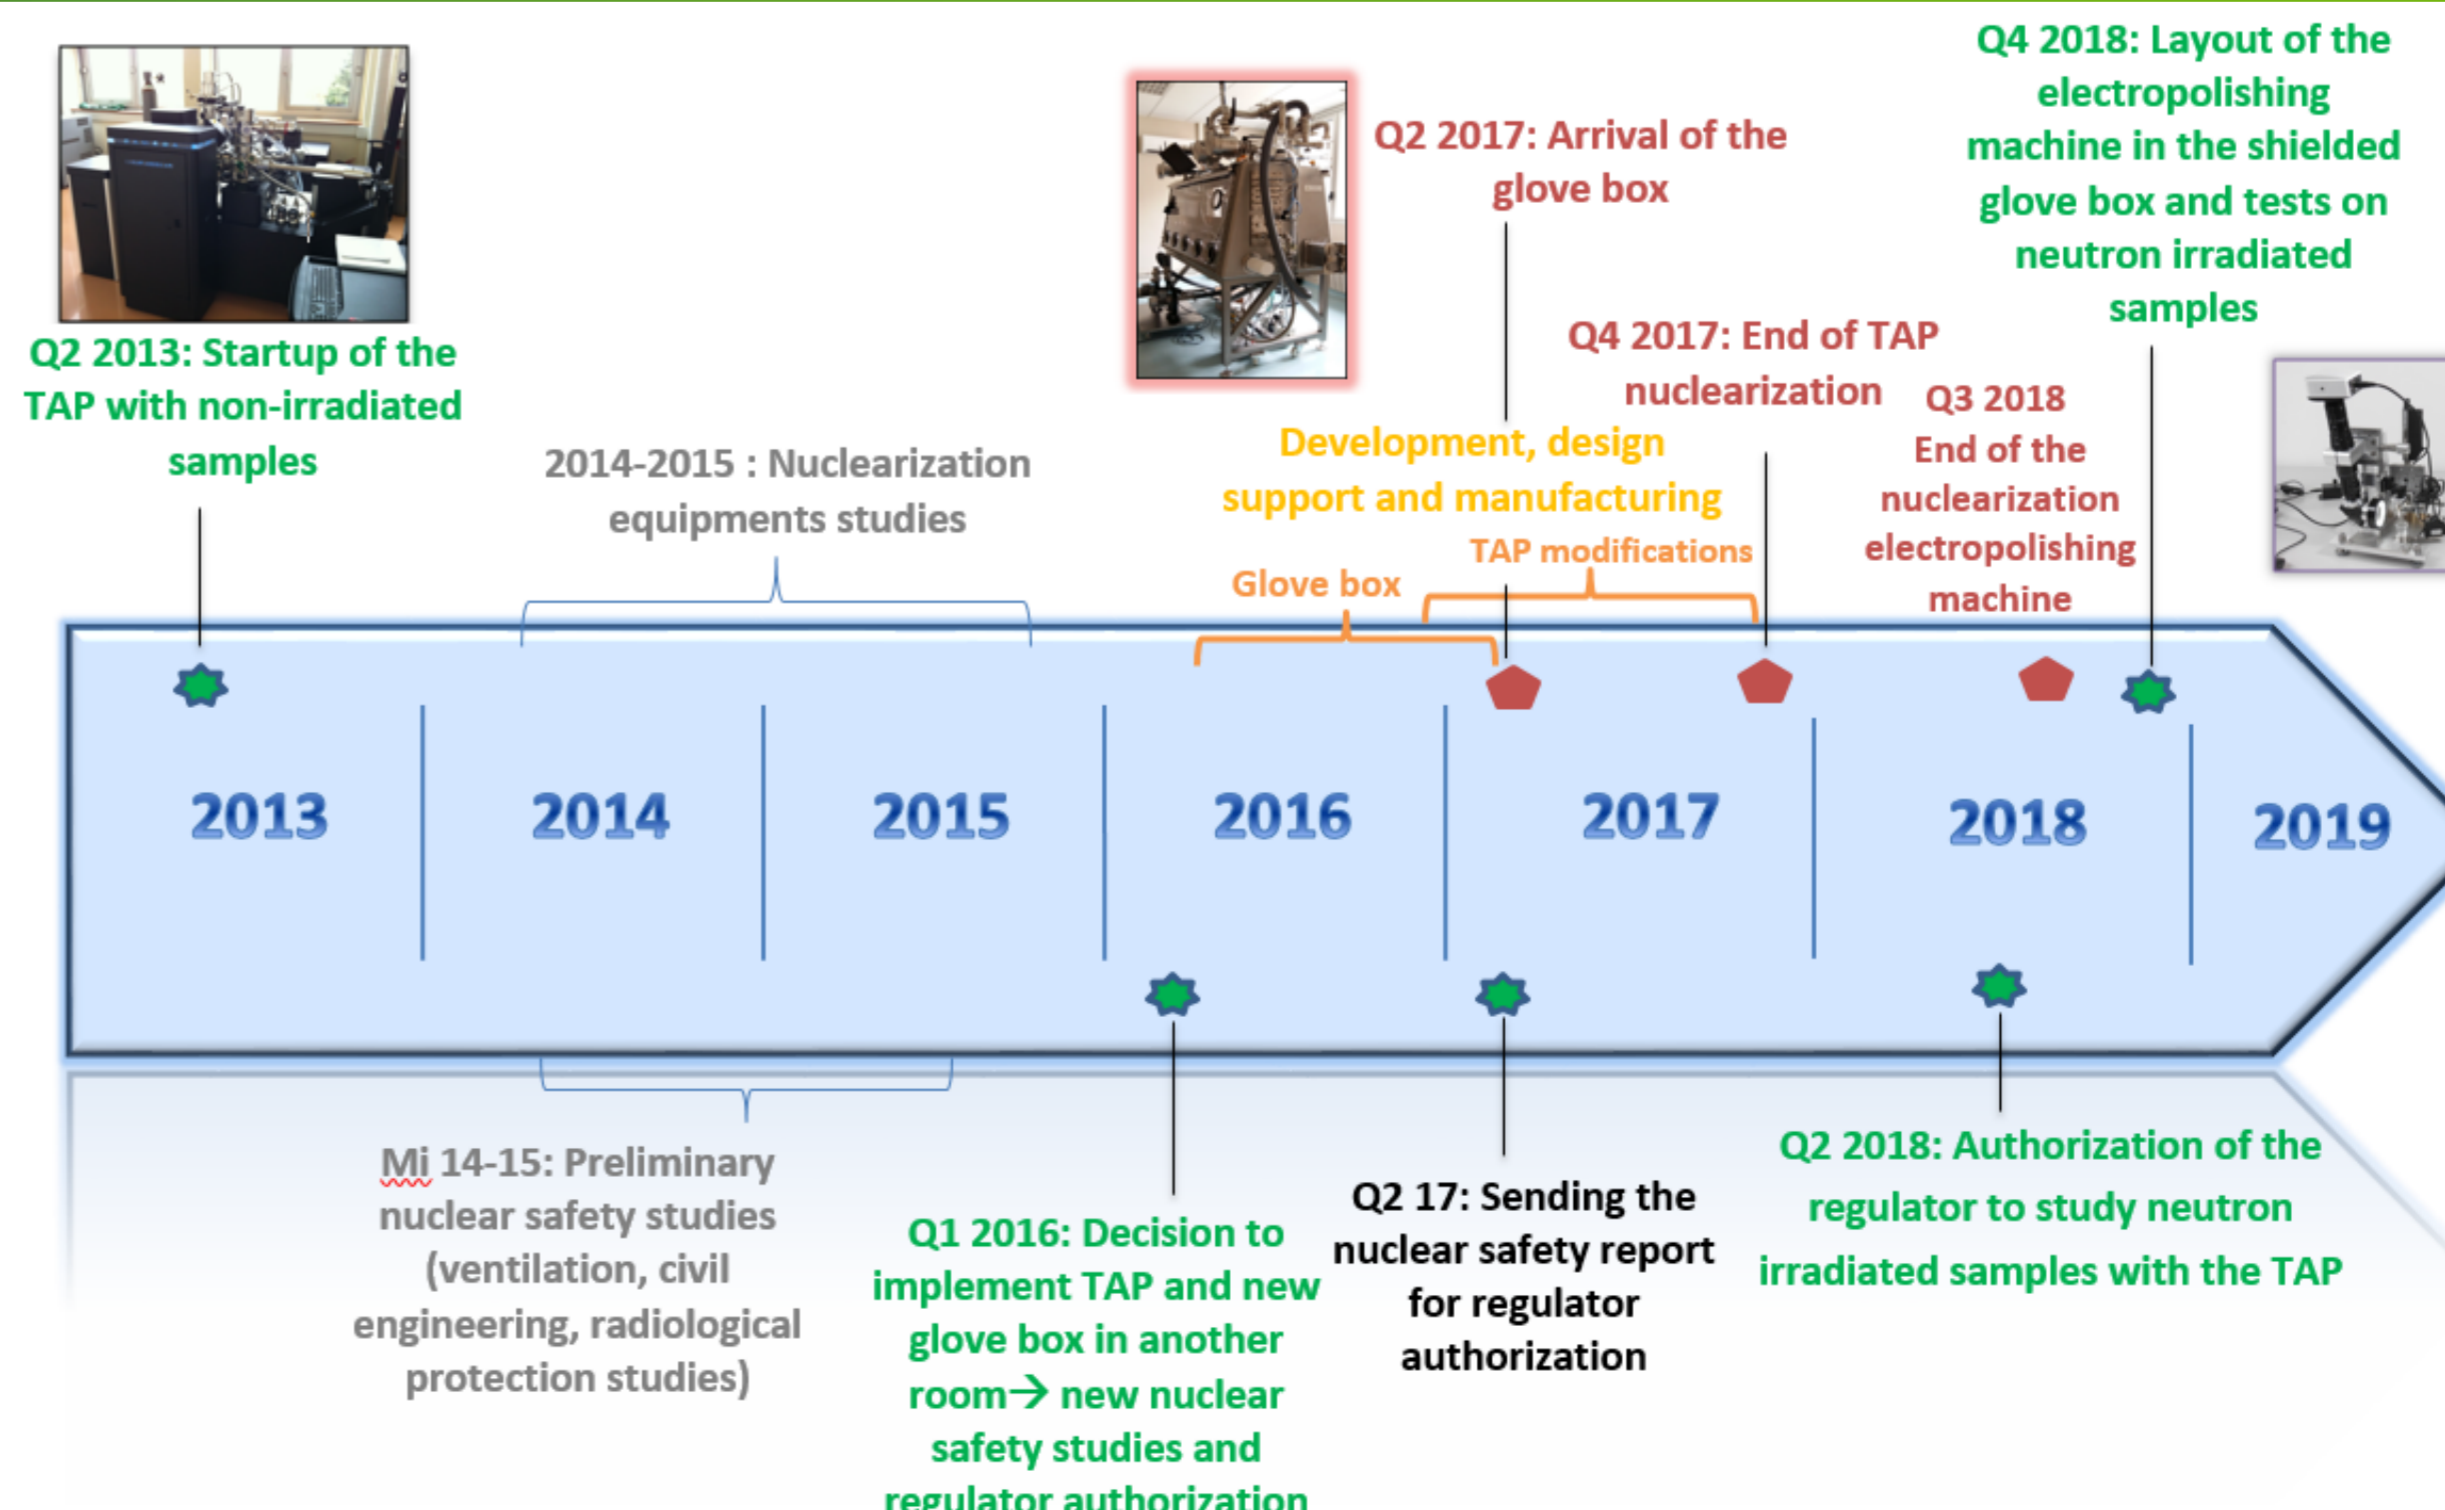 Q2 2013: Startup of the
TAP with non-irradiated
samples
2014-2015 : Nuclearization
equipments studies
Q2 2017: Arrival of the
glove box
Development, design
support and manufacturing
Glove box
TAP modifications
Q4 2017: End of TAP
nuclearization
Q3 2018
End of the
nuclearization
electropolishing
machine
Q4 2018: Layout of the
electropolishing
machine in the shielded
glove box and tests on
neutron irradiated
samples
2013
2014
2015
2016
2017
2018
2019
Mi 14-15: Preliminary
nuclear safety studies
(ventilation, civil
engineering, radiological
protection studies)
Q1 2016: Decision to
implement TAP and new
glove box in another
room→ new nuclear
safety studies and
regulator authorization
Q2 17: Sending the
nuclear safety report
for regulator
authorization
Q2 2018: Authorization of the
regulator to study neutron
irradiated samples with the TAP